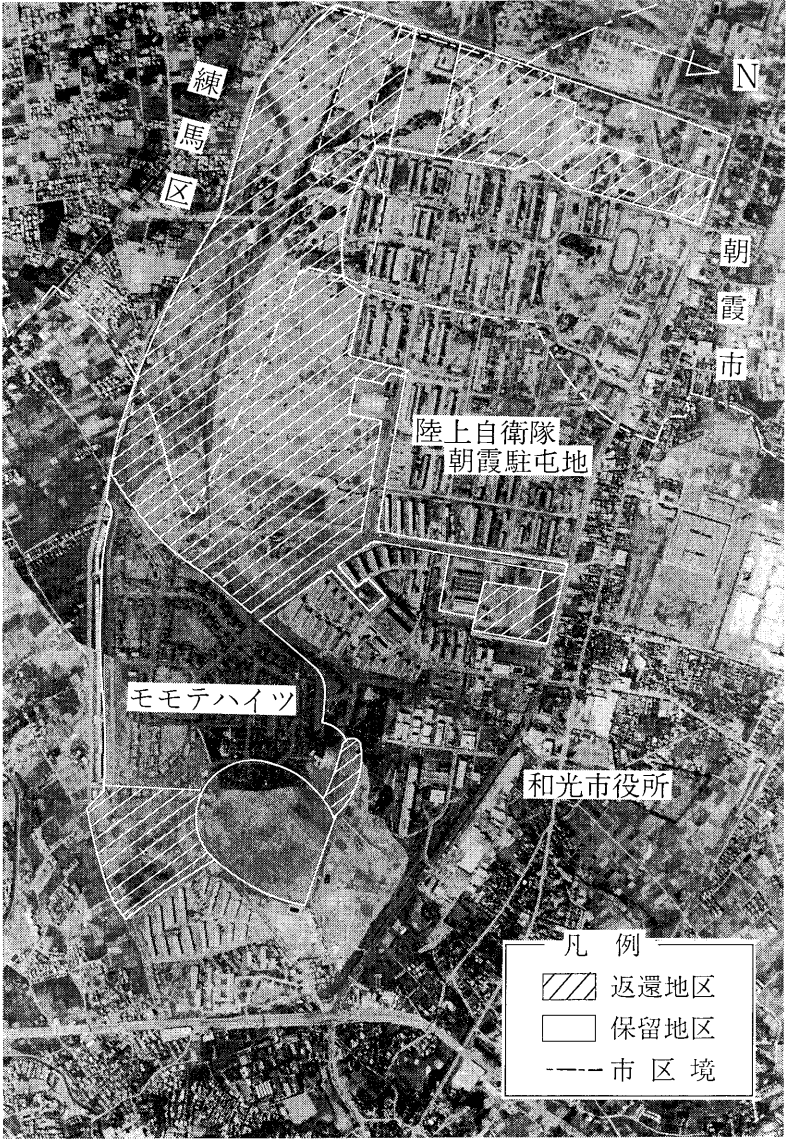 N
練馬区
朝霞市
陸上自衛隊
朝霞駐屯地
モモテハイツ
和光市役所
凡 例
返還地区
保留地区
市 区 境